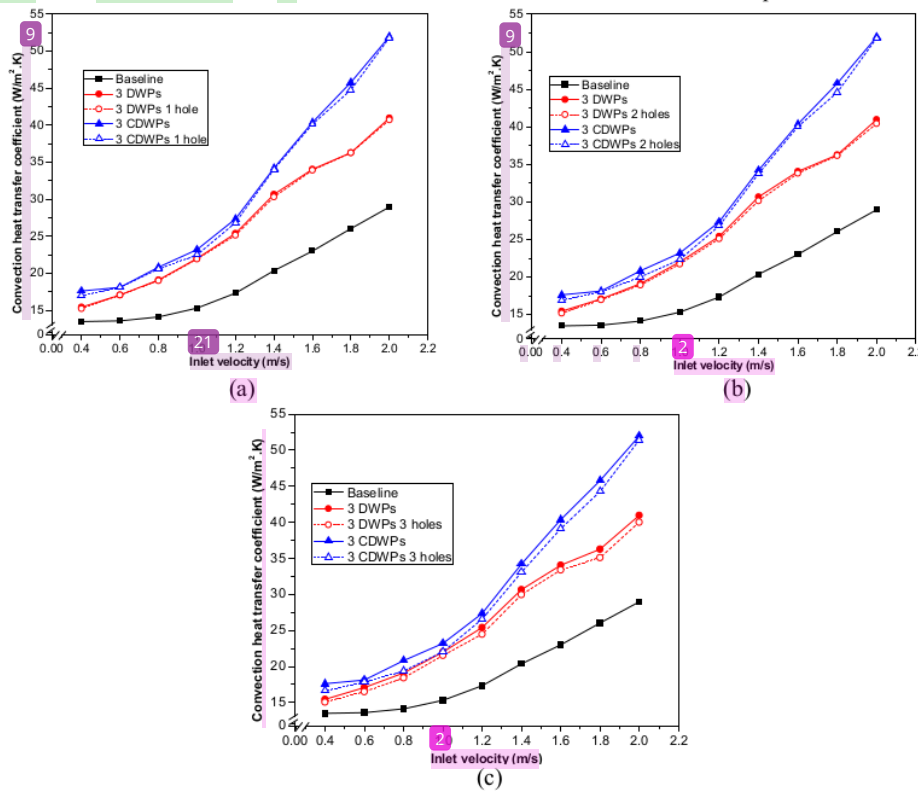 55
50
45
40
35
30
25
20
15
0
9
Convection heat transfer coefficient (W/m².K)
Baseline
3 DWPs
3 DWPs 1 hole
3 CDWPs
3 CDWPs 1 hole
0.00 0.4 0.6 0.8 1.2 1.4 1.6 1.8 2.0 2.2
21
Inlet velocity (m/s)
(a)
55
50
45
40
35
30
25
20
15
0
9
Convection heat transfer coefficient (W/m².K)
Baseline
3 DWPs
3 DWPs 2 holes
3 CDWPs
3 CDWPs 2 holes
0.00 0.4 0.6 0.8 1.2 1.4 1.6 1.8 2.0 2.2
2
Inlet velocity (m/s)
(b)
55
50
45
40
35
30
25
20
15
0
Convection heat transfer coefficient (W/m².K)
Baseline
3 DWPs
3 DWPs 3 holes
3 CDWPs
3 CDWPs 3 holes
0.00 0.4 0.6 0.8 1.2 1.4 1.6 1.8 2.0 2.2
2
Inlet velocity (m/s)
(c)